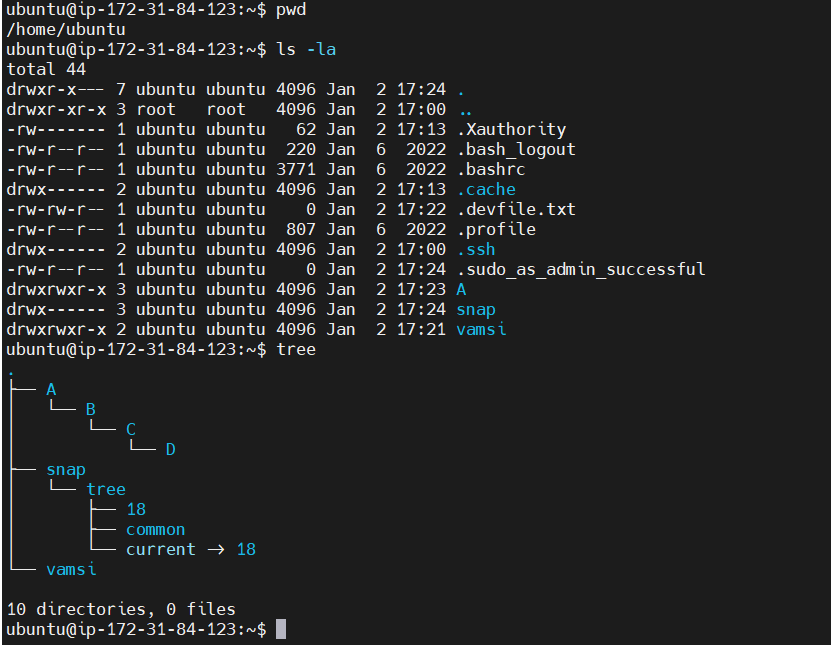 ubuntu@ip-172-31-84-123:~$ pwd
/home/ubuntu
ubuntu@ip-172-31-84-123:~$ ls -la
total 44
drwxr-x--- 7 ubuntu ubuntu 4096 Jan  2 17:24 .
drwxr-xr-x 3 root   root   4096 Jan  2 17:00 ..
-rw------- 1 ubuntu ubuntu   62 Jan  2 17:13 .Xauthority
-rw-r--r-- 1 ubuntu ubuntu  220 Jan  6  2022 .bash_logout
-rw-r--r-- 1 ubuntu ubuntu 3771 Jan  6  2022 .bashrc
drwx------ 2 ubuntu ubuntu 4096 Jan  2 17:13 .cache
-rw-rw-r-- 1 ubuntu ubuntu    0 Jan  2 17:22 .devfile.txt
-rw-r--r-- 1 ubuntu ubuntu  807 Jan  6  2022 .profile
drwx------ 2 ubuntu ubuntu 4096 Jan  2 17:00 .ssh
-rw-r--r-- 1 ubuntu ubuntu    0 Jan  2 17:24 .sudo_as_admin_successful
drwxrwxr-x 3 ubuntu ubuntu 4096 Jan  2 17:23 A
drwx------ 3 ubuntu ubuntu 4096 Jan  2 17:24 snap
drwxrwxr-x 2 ubuntu ubuntu 4096 Jan  2 17:21 vamsi
ubuntu@ip-172-31-84-123:~$ tree
.
├── A
│   └── B
│       └── C
│           └── D
├── snap
│   └── tree
│       ├── 18
│       ├── common
│       └── current -> 18
└── vamsi

10 directories, 0 files
ubuntu@ip-172-31-84-123:~$